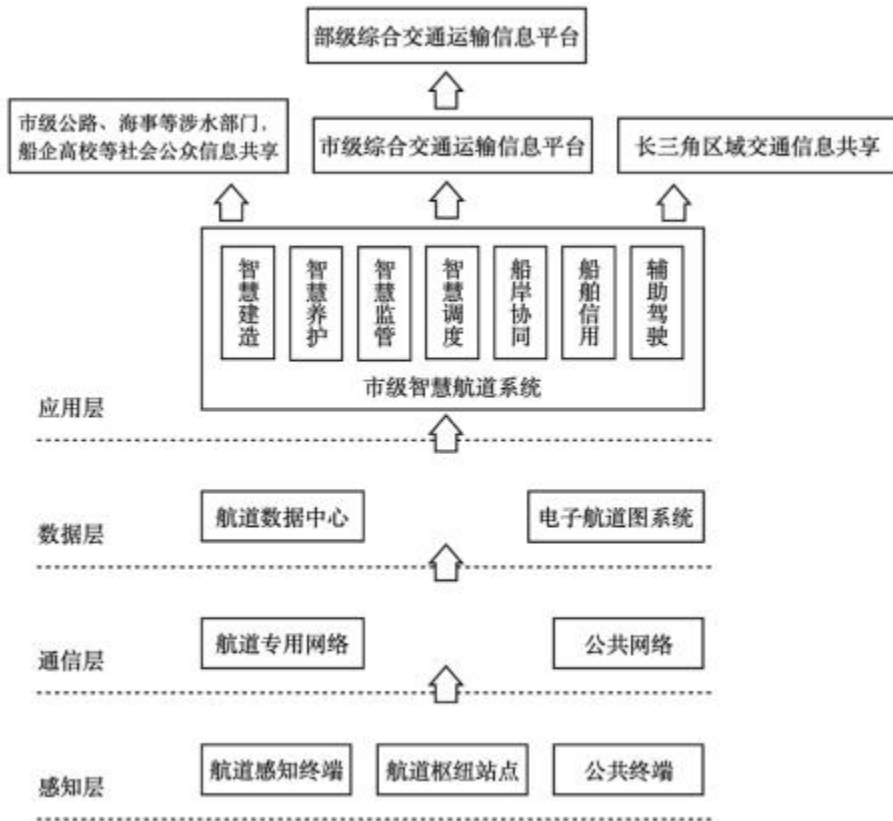 部级综合交通运输信息平台
市级公路、海事等涉水部门,
船企高校等社会公众信息共享
市级综合交通运输信息平台
长三角区域交通信息共享
智慧建造
智慧养护
智慧监管
智慧调度
船岸协同
船舶信用
辅助驾驶
市级智慧航道系统
应用层
航道数据中心
电子航道图系统
数据层
航道专用网络
公共网络
通信层
航道感知终端
航道枢纽站点
公共终端
感知层